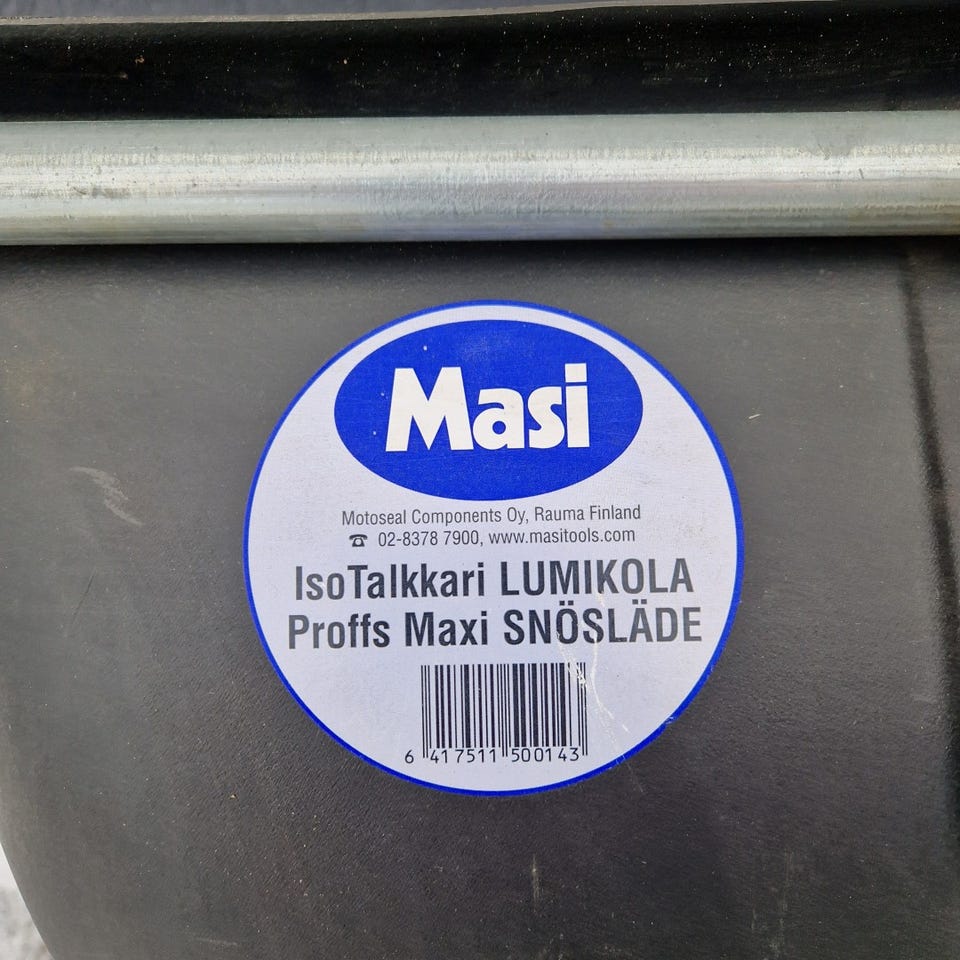 Masi
Motoseal Components Oy, Rauma Finland
☎ 02-8378 7900, www.masitools.com
IsoTalkkari LUMIKOLA
Proffs Maxi SNÖSLÄDE
6 417511 500143